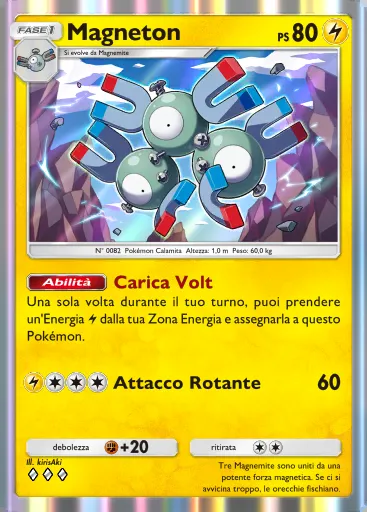 FASE 1
Magneton
PS 80
Si evolve da Magnemite
N° 0082 Pokémon Calamita Altezza: 1,0 m Peso: 60,0 kg
Abilità Carica Volt
Una sola volta durante il tuo turno, puoi prendere
un'Energia dalla tua Zona Energia e assegnarla a questo
Pokémon.
Attacco Rotante 60
debolezza +20
ritirata
Ill. kirisAki
Tre Magnemite sono uniti da una
potente forza magnetica. Se ci si
avvicina troppo, le orecchie fischiano.